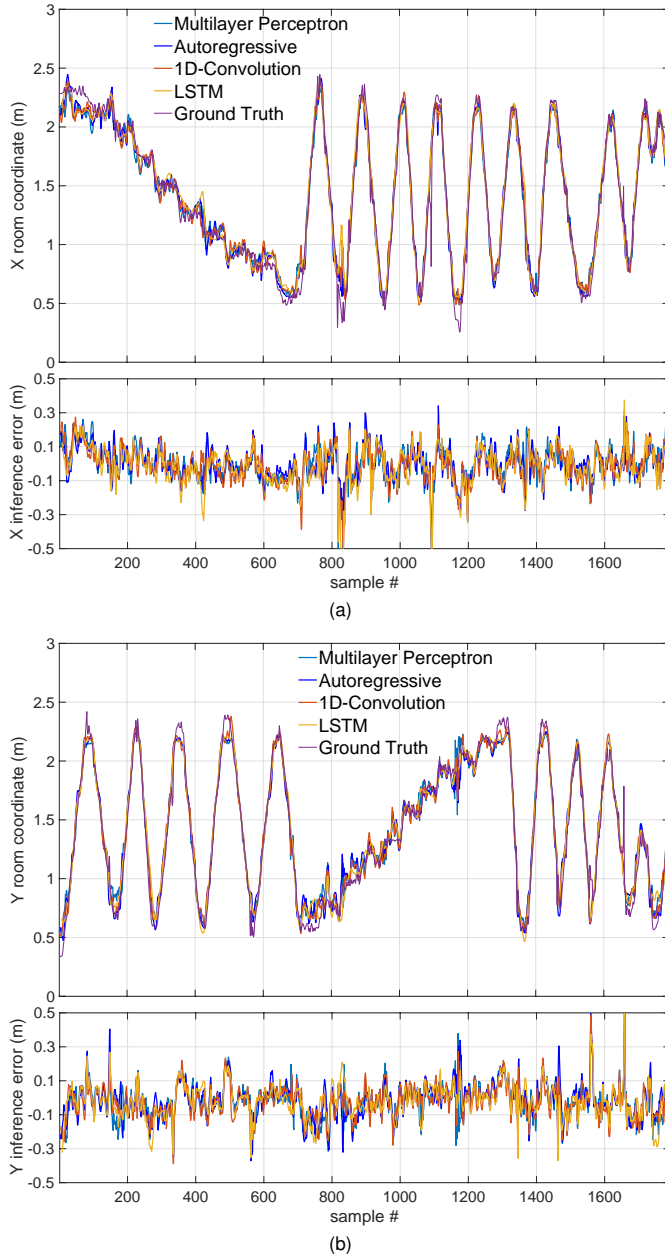 3
2.5
2
1.5
1
0.5
0
X room coordinate (m)
Multilayer Perceptron
Autoregressive
1D-Convolution
LSTM
Ground Truth
0.5
0.3
0.1
-0.1
-0.3
-0.5
X inference error (m)
200 400 600 800 1000 1200 1400 1600
sample #
(a)
3
2.5
2
1.5
1
0.5
0
Y room coordinate (m)
Multilayer Perceptron
Autoregressive
1D-Convolution
LSTM
Ground Truth
0.5
0.3
0.1
-0.1
-0.3
-0.5
Y inference error (m)
200 400 600 800 1000 1200 1400 1600
sample #
(b)